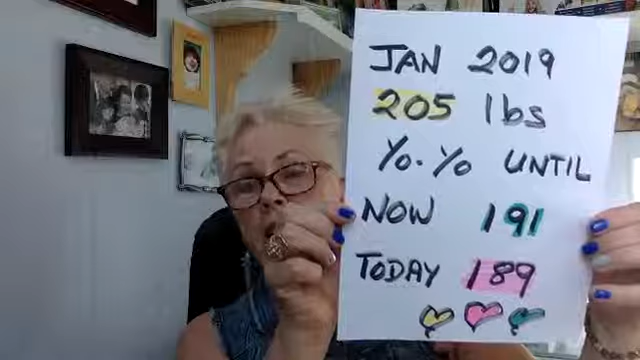 JAN 2019
205 lbs
Yo. Yo UNTIL
NOW 191
TODAY 189